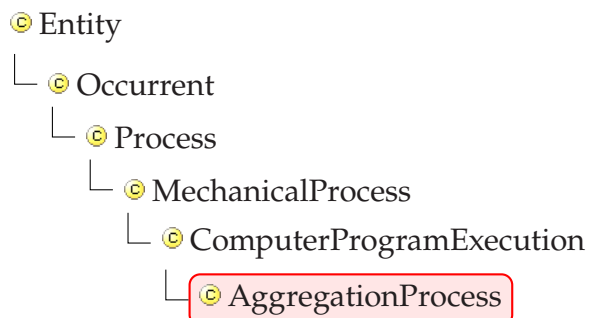 Entity
Occurrent
Process
MechanicalProcess
ComputerProgramExecution
AggregationProcess